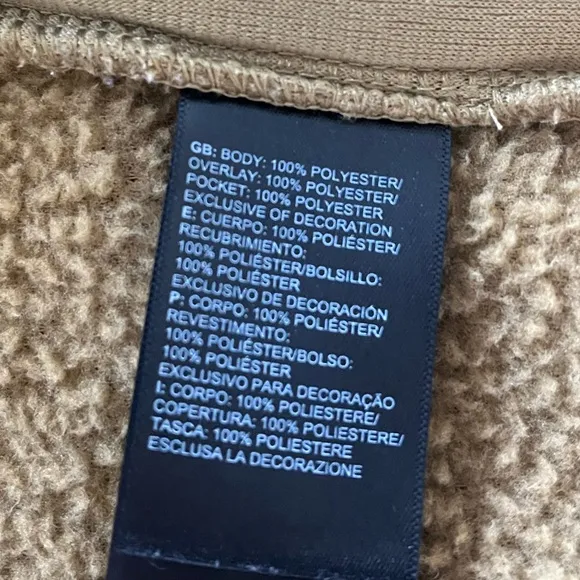 GB: BODY: 100% POLYESTER/
OVERLAY: 100% POLYESTER/
POCKET: 100% POLYESTER
EXCLUSIVE OF DECORATION
E: CUERPO: 100% POLIÉSTER/
RECUBRIMIENTO:
100% POLIÉSTER/BOLSILLO:
100% POLIÉSTER
EXCLUSIVO DE DECORACIÓN
P: CORPO: 100% POLIÉSTER/
REVESTIMENTO:
100% POLIÉSTER/BOLSO:
100% POLIÉSTER
EXCLUSIVO PARA DECORAÇÃO
I: CORPO: 100% POLIESTERE/
COPERTURA: 100% POLIESTERE/
TASCA: 100% POLIESTERE
ESCLUSA LA DECORAZIONE